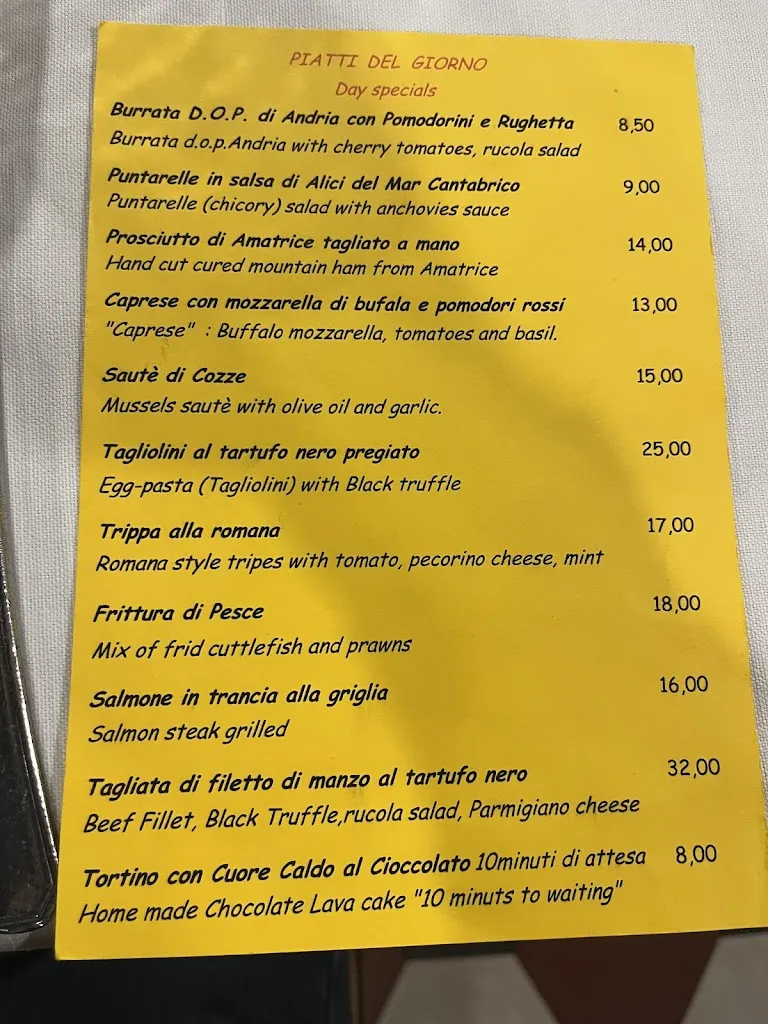 PIATTI DEL GIORNO
Day specials
Burrata D.O.P. di Andria con Pomodorini e Rughetta 8,50
Burrata d.o.p.Andria with cherry tomatoes, rucola salad
Puntarelle in salsa di Alici del Mar Cantabrico 9,00
Puntarelle (chicory) salad with anchovies sauce
Prosciutto di Amatrice tagliato a mano 14,00
Hand cut cured mountain ham from Amatrice
Caprese con mozzarella di bufala e pomodori rossi 13,00
"Caprese" : Buffalo mozzarella, tomatoes and basil.
Sautè di Cozze 15,00
Mussels sautè with olive oil and garlic.
Tagliolini al tartufo nero pregiato 25,00
Egg-pasta (Tagliolini) with Black truffle
Trippa alla romana 17,00
Romana style tripes with tomato, pecorino cheese, mint
Frittura di Pesce 18,00
Mix of frid cuttlefish and prawns
Salmone in trancia alla griglia 16,00
Salmon steak grilled
Tagliata di filetto di manzo al tartufo nero 32,00
Beef Fillet, Black Truffle,rucola salad, Parmigiano cheese
Tortino con Cuore Caldo al Cioccolato 10minuti di attesa 8,00
Home made Chocolate Lava cake "10 minuts to waiting"